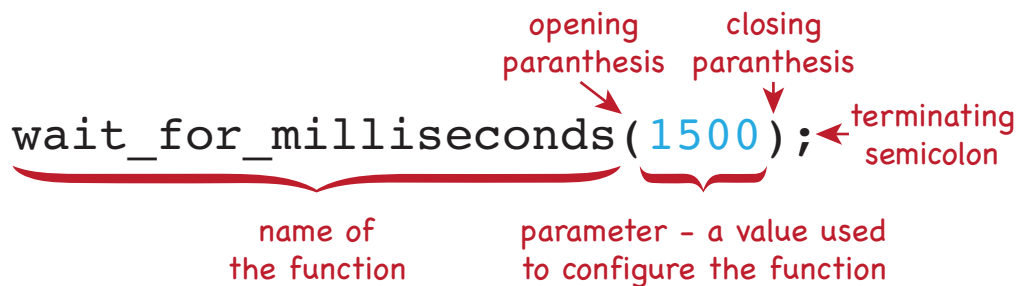 opening
paranthesis
closing
paranthesis
wait_for_milliseconds(1500);
terminating
semicolon
name of
the function
parameter - a value used
to configure the function